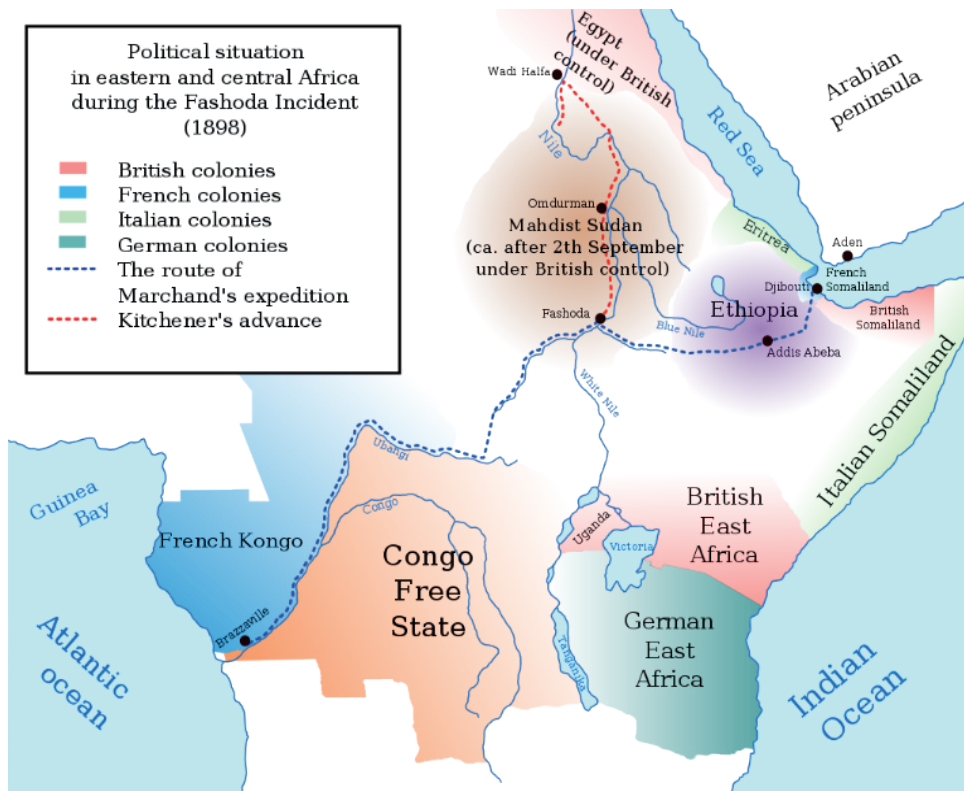 Political situation
in eastern and central Africa
during the Fashoda Incident
(1898)
British colonies
French colonies
Italian colonies
German colonies
The route of
Marchand's expedition
Kitchener's advance
Egypt
(under British
control)
Wadi Halfa
Arabian
peninsula
Red Sea
Nile
Omdurman
Mahdist Sudan
(ca. after 2th September
under British control)
Eritrea
Aden
French
Somaliland
Djibouti
Ethiopia
British
Somaliland
Fashoda
Blue Nile
Addis Abeba
White Nile
Italian Somaliland
Ubangi
Guinea
Bay
Congo
French Kongo
Uganda
British
East
Africa
Victoria
Congo
Free
State
Brazzaville
German
East
Africa
Tanganika
Atlantic
ocean
Indian
Ocean